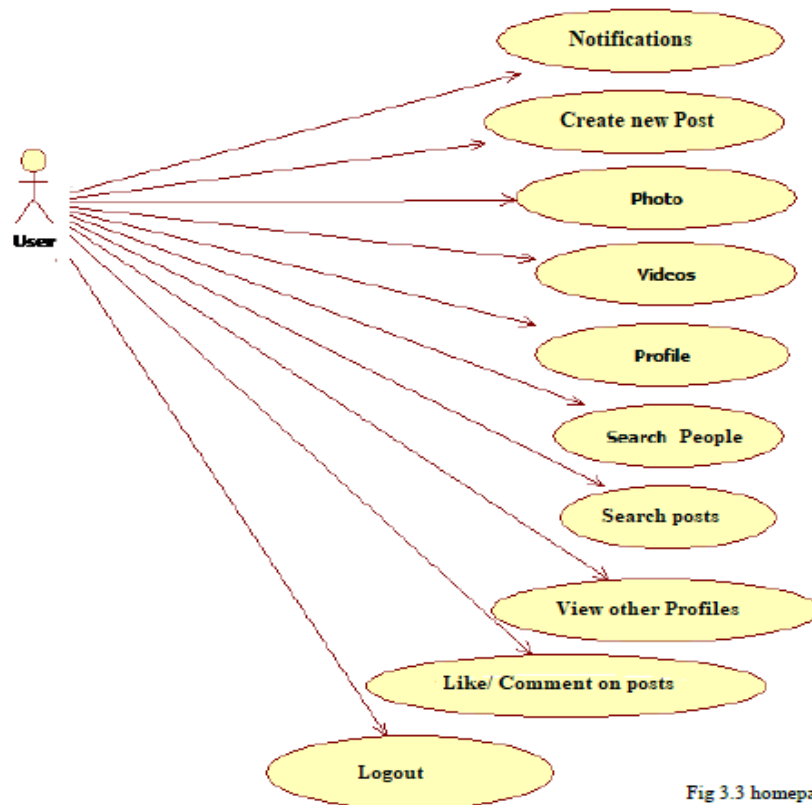 Notifications
Create new Post
Photo
User
Videos
Profile
Search People
Search posts
View other Profiles
Like/ Comment on posts
Logout
Fig 3.3